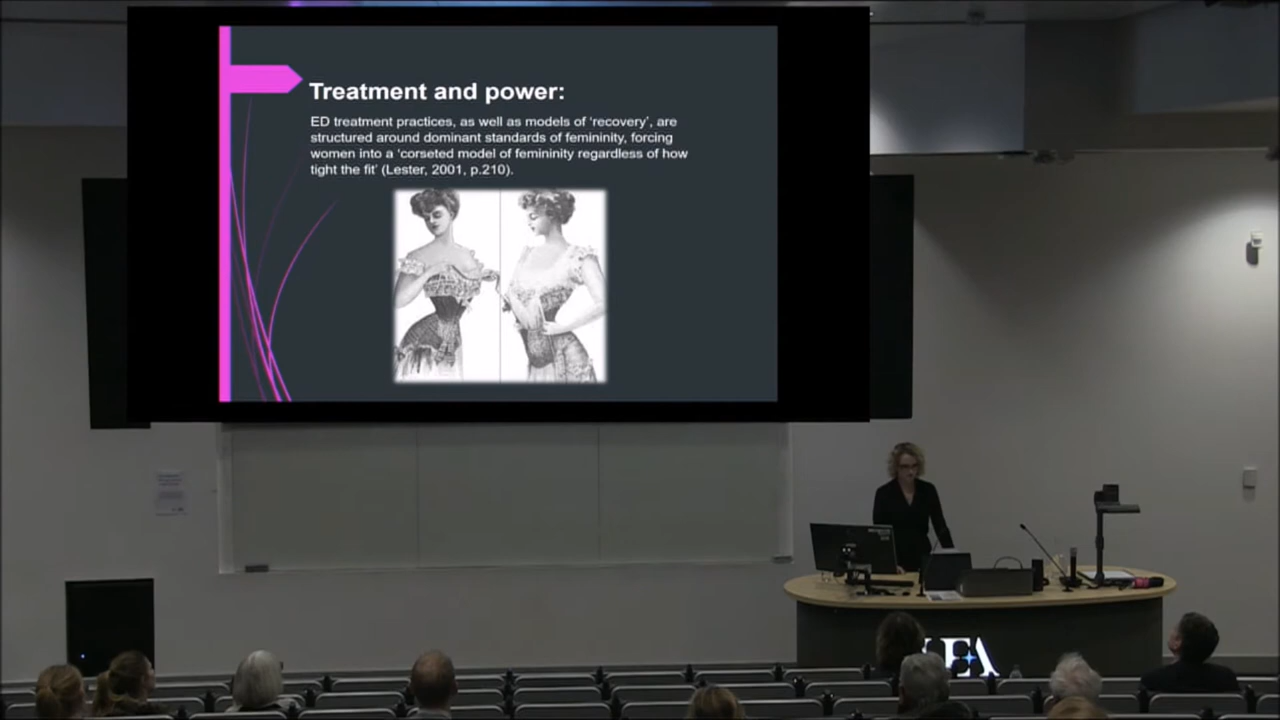 Treatment and power:
ED treatment practices, as well as models of ‘recovery’, are
structured around dominant standards of femininity, forcing
women into a ‘corseted model of femininity regardless of how
tight the fit’ (Lester, 2001, p.210).
UEA